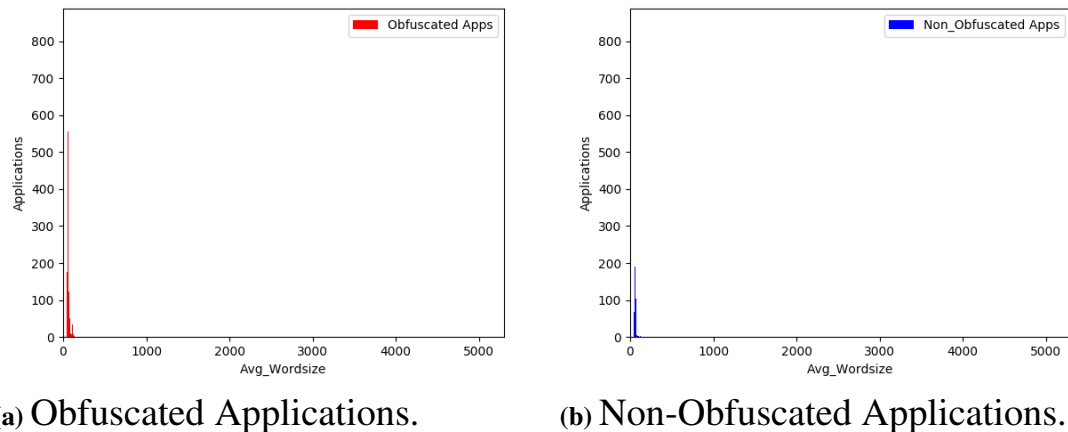 Obfuscated Apps
800
700
600
500
400
300
200
100
0
Applications
0 1000 2000 3000 4000 5000
Avg_Wordsize
(a) Obfuscated Applications.
Non_Obfuscated Apps
800
700
600
500
400
300
200
100
0
Applications
0 1000 2000 3000 4000 5000
Avg_Wordsize
(b) Non-Obfuscated Applications.